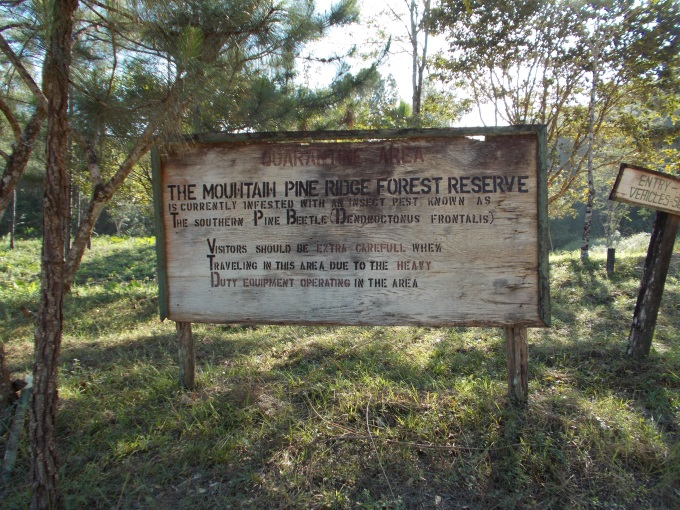 QUARANTINE AREA
THE MOUNTAIN PINE RIDGE FOREST RESERVE
IS CURRENTLY INFESTED WITH AN INSECT PEST KNOWN AS
THE SOUTHERN PINE BEETLE (DENDROCTONUS FRONTALIS)
VISITORS SHOULD BE EXTRA CAREFULL WHEN
TRAVELING IN THIS AREA DUE TO THE HEAVY
DUTY EQUIPMENT OPERATING IN THE AREA
ENTRY
VEHICLES